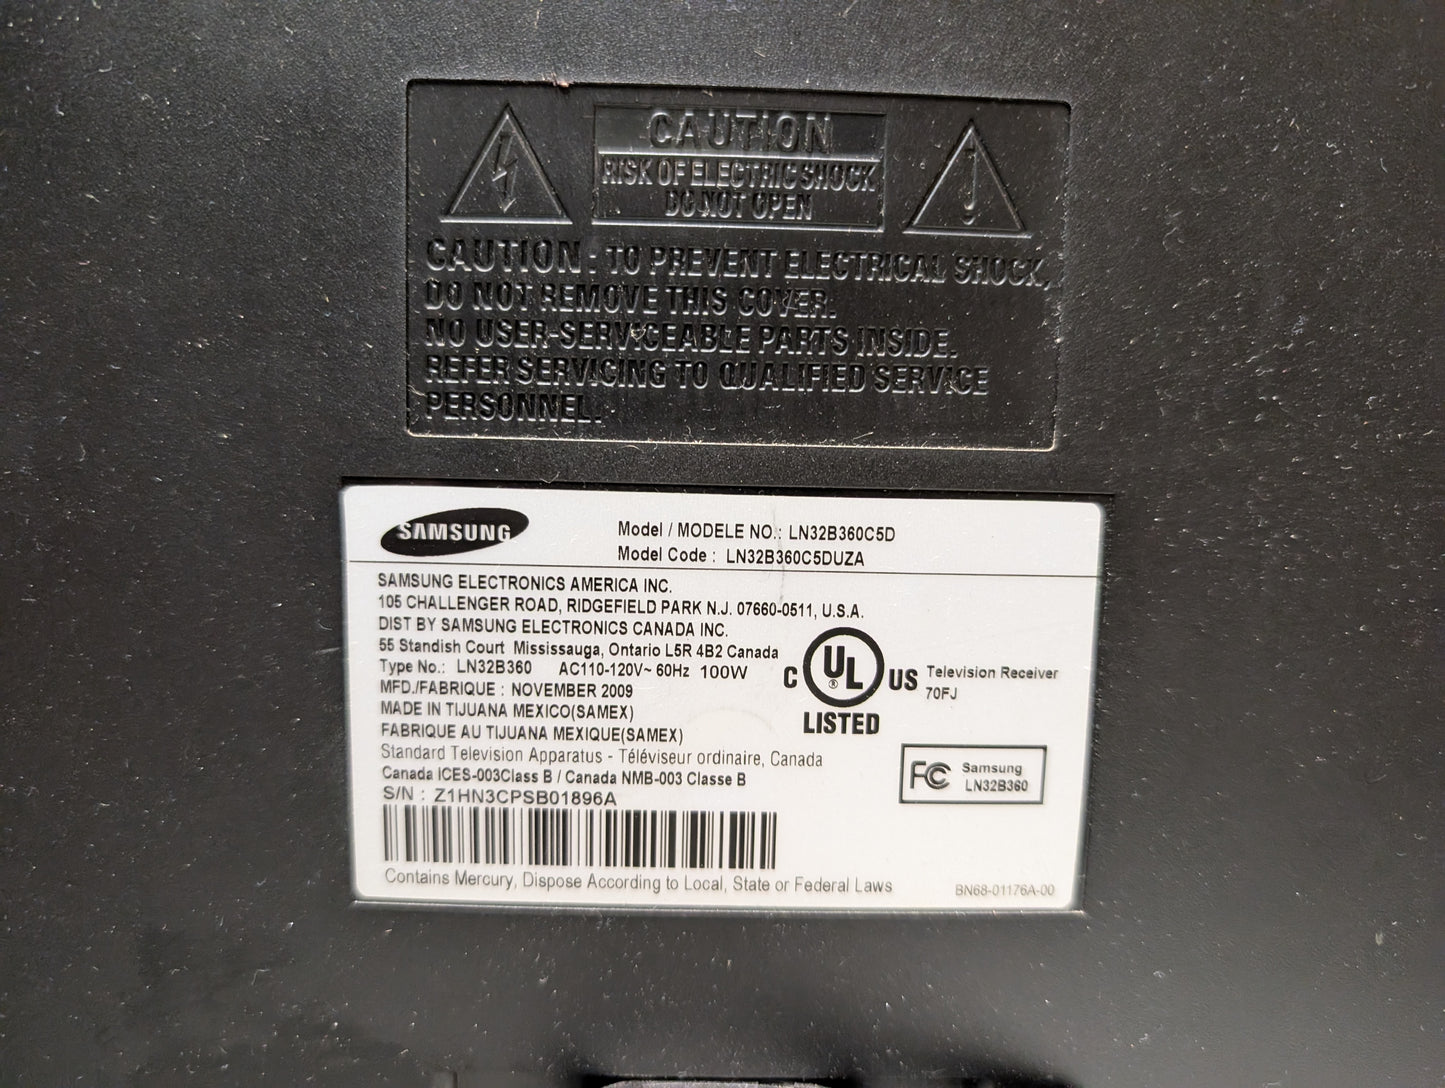 CAUTION
RISK OF ELECTRIC SHOCK
DO NOT OPEN
CAUTION : TO PREVENT ELECTRICAL SHOCK,
DO NOT REMOVE THIS COVER.
NO USER-SERVICEABLE PARTS INSIDE.
REFER SERVICING TO QUALIFIED SERVICE
PERSONNEL.
SAMSUNG
Model / MODELE NO.: LN32B360C5D
Model Code : LN32B360C5DUZA
SAMSUNG ELECTRONICS AMERICA INC.
105 CHALLENGER ROAD, RIDGEFIELD PARK N.J. 07660-0511, U.S.A.
DIST BY SAMSUNG ELECTRONICS CANADA INC.
55 Standish Court Mississauga, Ontario L5R 4B2 Canada
Type No.: LN32B360 AC110-120V~ 60Hz 100W
MFD./FABRIQUE : NOVEMBER 2009
MADE IN TIJUANA MEXICO(SAMEX)
FABRIQUE AU TIJUANA MEXIQUE(SAMEX)
Standard Television Apparatus - Téléviseur ordinaire, Canada
Canada ICES-003Class B / Canada NMB-003 Classe B
S/N : Z1HN3CPSB01896A
C UL ® US
LISTED
Television Receiver
70FJ
FC Samsung
LN32B360
Contains Mercury, Dispose According to Local, State or Federal Laws
BN68-01176A-00